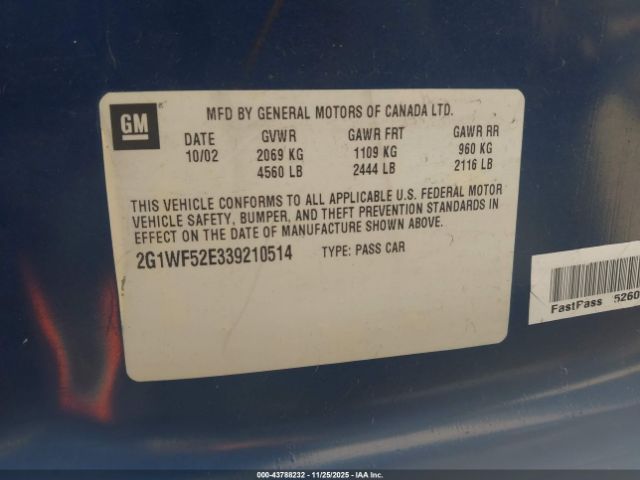 GM
MFD BY GENERAL MOTORS OF CANADA LTD.
DATE GVWR GAWR FRT GAWR RR
10/02 2069 KG 1109 KG 960 KG
4560 LB 2444 LB 2116 LB
THIS VEHICLE CONFORMS TO ALL APPLICABLE U.S. FEDERAL MOTOR
VEHICLE SAFETY, BUMPER, AND THEFT PREVENTION STANDARDS IN
EFFECT ON THE DATE OF MANUFACTURE SHOWN ABOVE.
2G1WF52E339210514 TYPE: PASS CAR
FastPass 5260
000-43788232 - 11/25/2025 - IAA Inc.